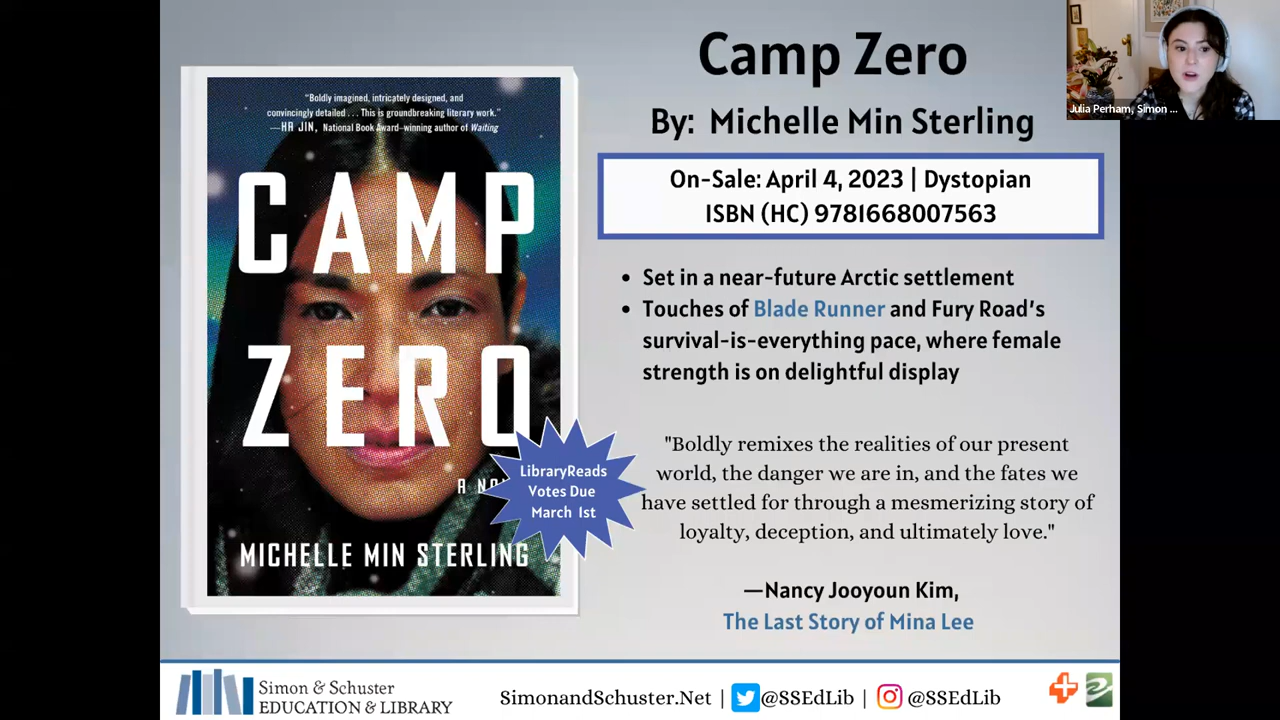 "Boldly imagined, intricately designed, and
convincingly detailed . . . This is groundbreaking literary work."
—HA JIN, National Book Award–winning author of Waiting
CAMP
ZERO
A NO
MICHELLE MIN STERLING
LibraryReads
Votes Due
March 1st
Camp Zero
By: Michelle Min Sterling
On-Sale: April 4, 2023 | Dystopian
ISBN (HC) 9781668007563
• Set in a near-future Arctic settlement
• Touches of Blade Runner and Fury Road's
survival-is-everything pace, where female
strength is on delightful display
"Boldly remixes the realities of our present
world, the danger we are in, and the fates we
have settled for through a mesmerizing story of
loyalty, deception, and ultimately love."
—Nancy Jooyoun Kim,
The Last Story of Mina Lee
Julia Perham, Simon ...
Simon & Schuster
EDUCATION & LIBRARY
SimonandSchuster.Net | @SSEdLib | @SSEdLib